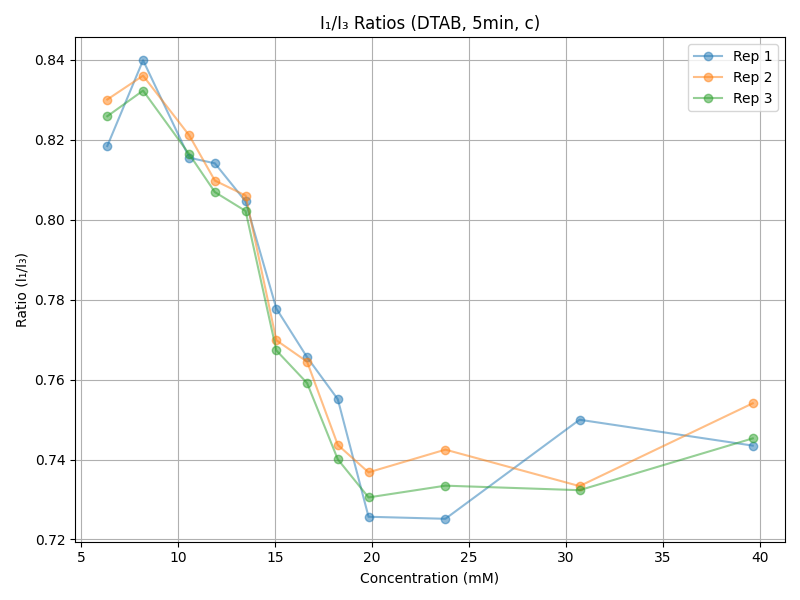 I₁/I₃ Ratios (DTAB, 5min, c)
Rep 1
Rep 2
Rep 3
Ratio (I₁/I₃)
0.84
0.82
0.80
0.78
0.76
0.74
0.72
5 10 15 20 25 30 35 40
Concentration (mM)